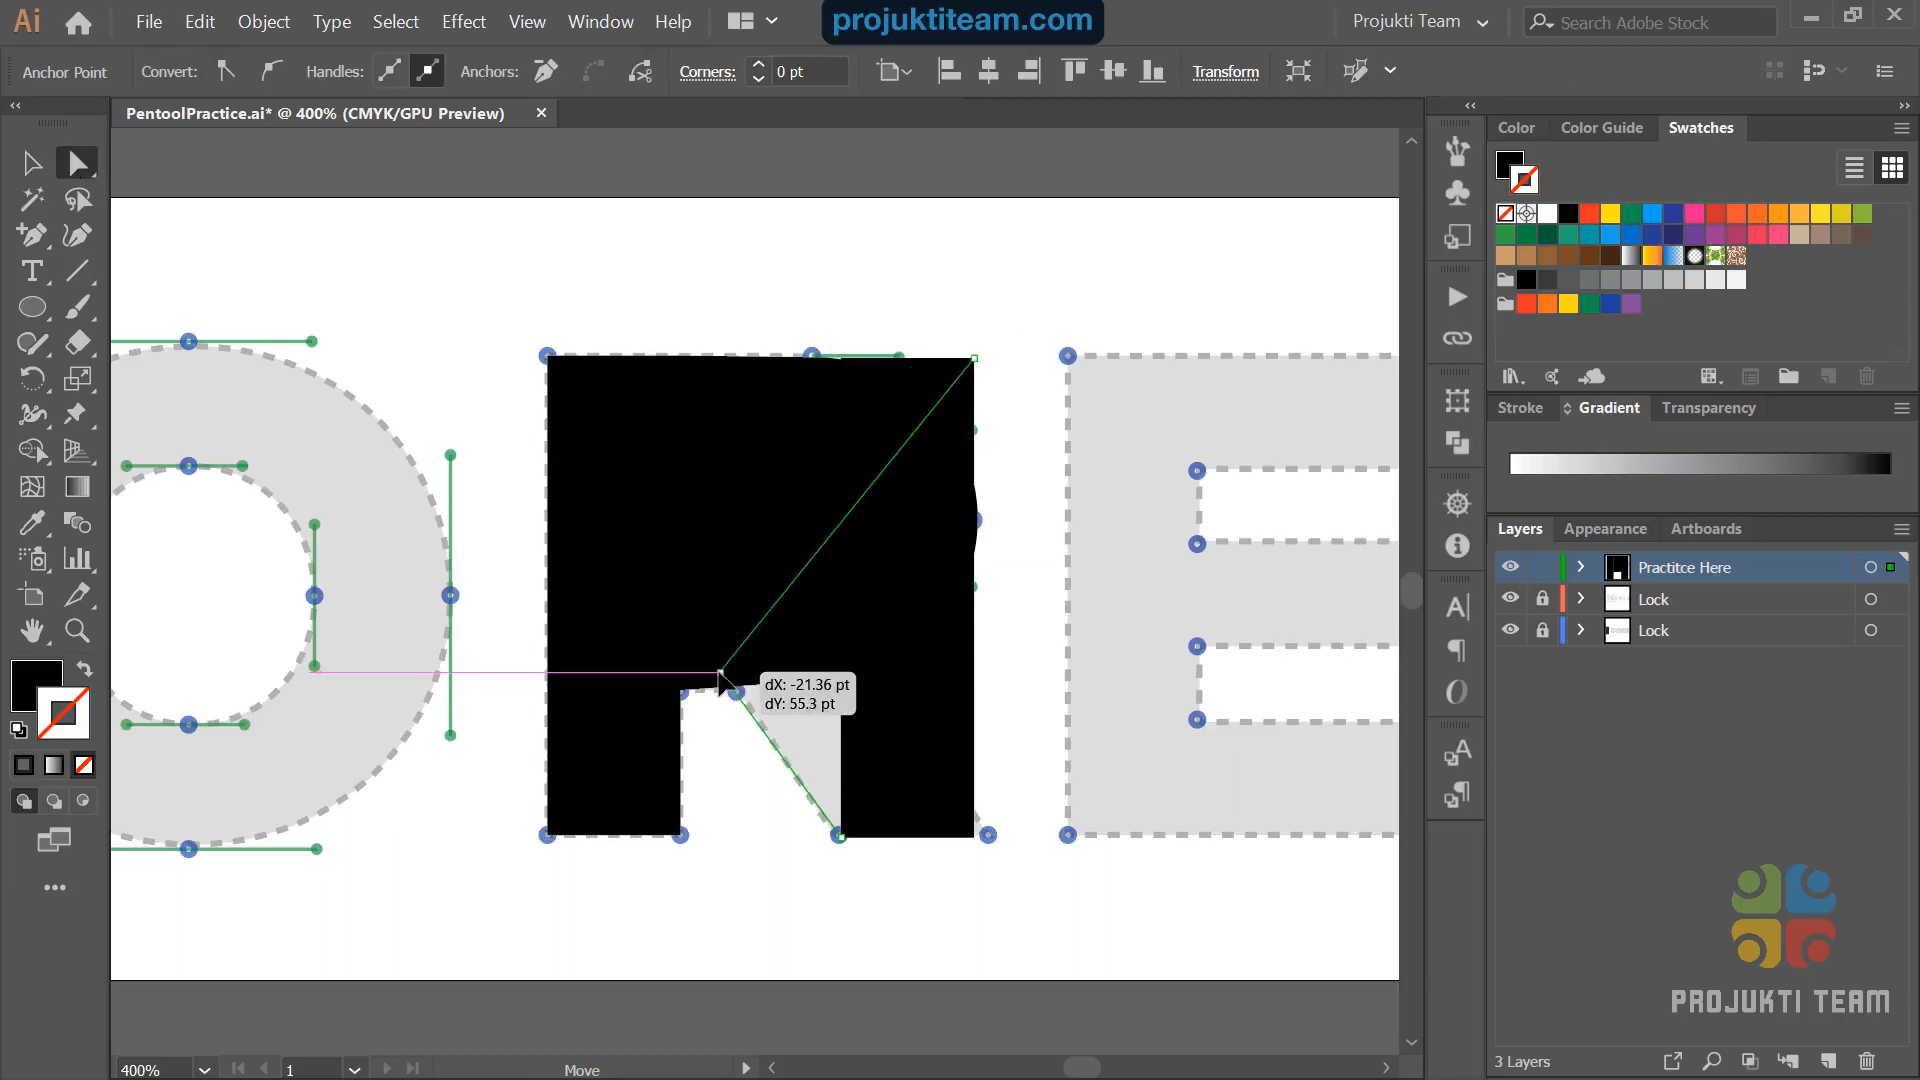 Ai File Edit Object Type Select Effect View Window Help projuktiteam.com Projukti Team Search Adobe Stock
Anchor Point Convert: Handles: Anchors: Corners: 0 pt Transform
PentoolPractice.ai* @ 400% (CMYK/GPU Preview)
Color Color Guide Swatches
Stroke Gradient Transparency
Layers Appearance Artboards
Practitce Here
Lock
Lock
dX: -21.36 pt
dY: 55.3 pt
PROJUKTI TEAM
3 Layers
400% 1 Move